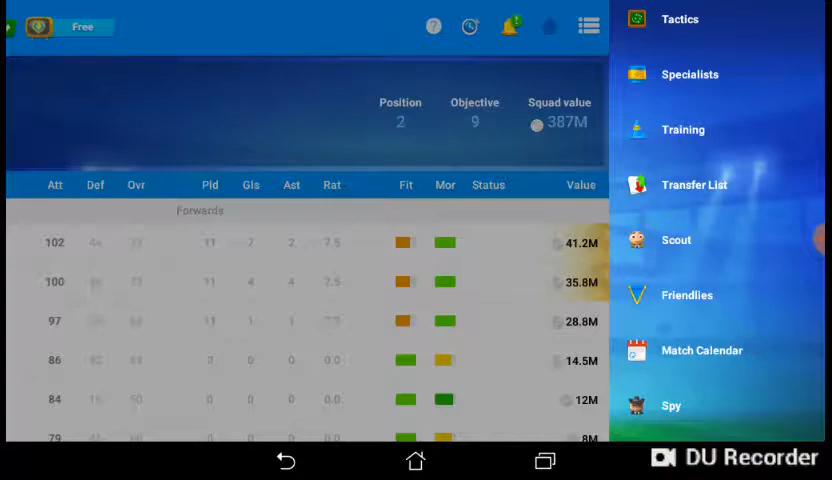 Free
Tactics
Specialists
Training
Transfer List
Scout
Friendlies
Match Calendar
Spy
Position Objective Squad value
2 9 387M
Att Def Ovr Pld Gls Ast Rat Fit Mor Status Value
Forwards
102 11 7 2 7.5 41.2M
100 11 4 4 7.5 35.8M
97 11 1 1 28.8M
86 0 0 0 0.0 14.5M
84 50 0 0 0 0.0 12M
79 0 0 0 0.0 8M
DU Recorder